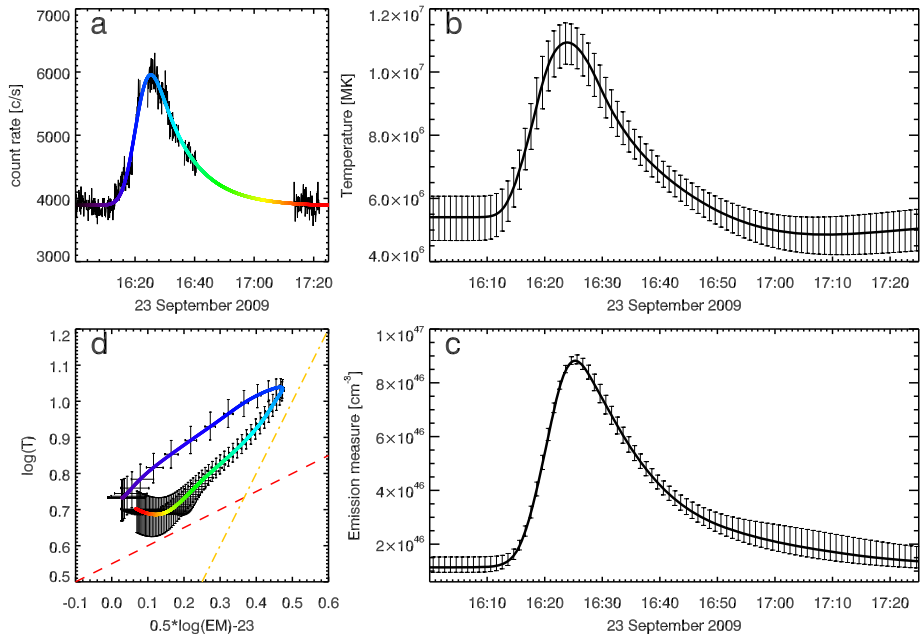 a
7000
6000
5000
4000
3000
count rate [c/s]
16:20 16:40 17:00 17:20
23 September 2009
b
1.2×10⁷
1.0×10⁷
8.0×10⁶
6.0×10⁶
4.0×10⁶
Temperature [MK]
16:10 16:20 16:30 16:40 16:50 17:00 17:10 17:20
23 September 2009
d
1.2
1.1
1.0
0.9
0.8
0.7
0.6
0.5
log(T)
-0.1 0.0 0.1 0.2 0.3 0.4 0.5 0.6
0.5*log(EM)-23
c
1×10⁴⁷
8×10⁴⁶
6×10⁴⁶
4×10⁴⁶
2×10⁴⁶
Emission measure [cm⁻³]
16:10 16:20 16:30 16:40 16:50 17:00 17:10 17:20
23 September 2009